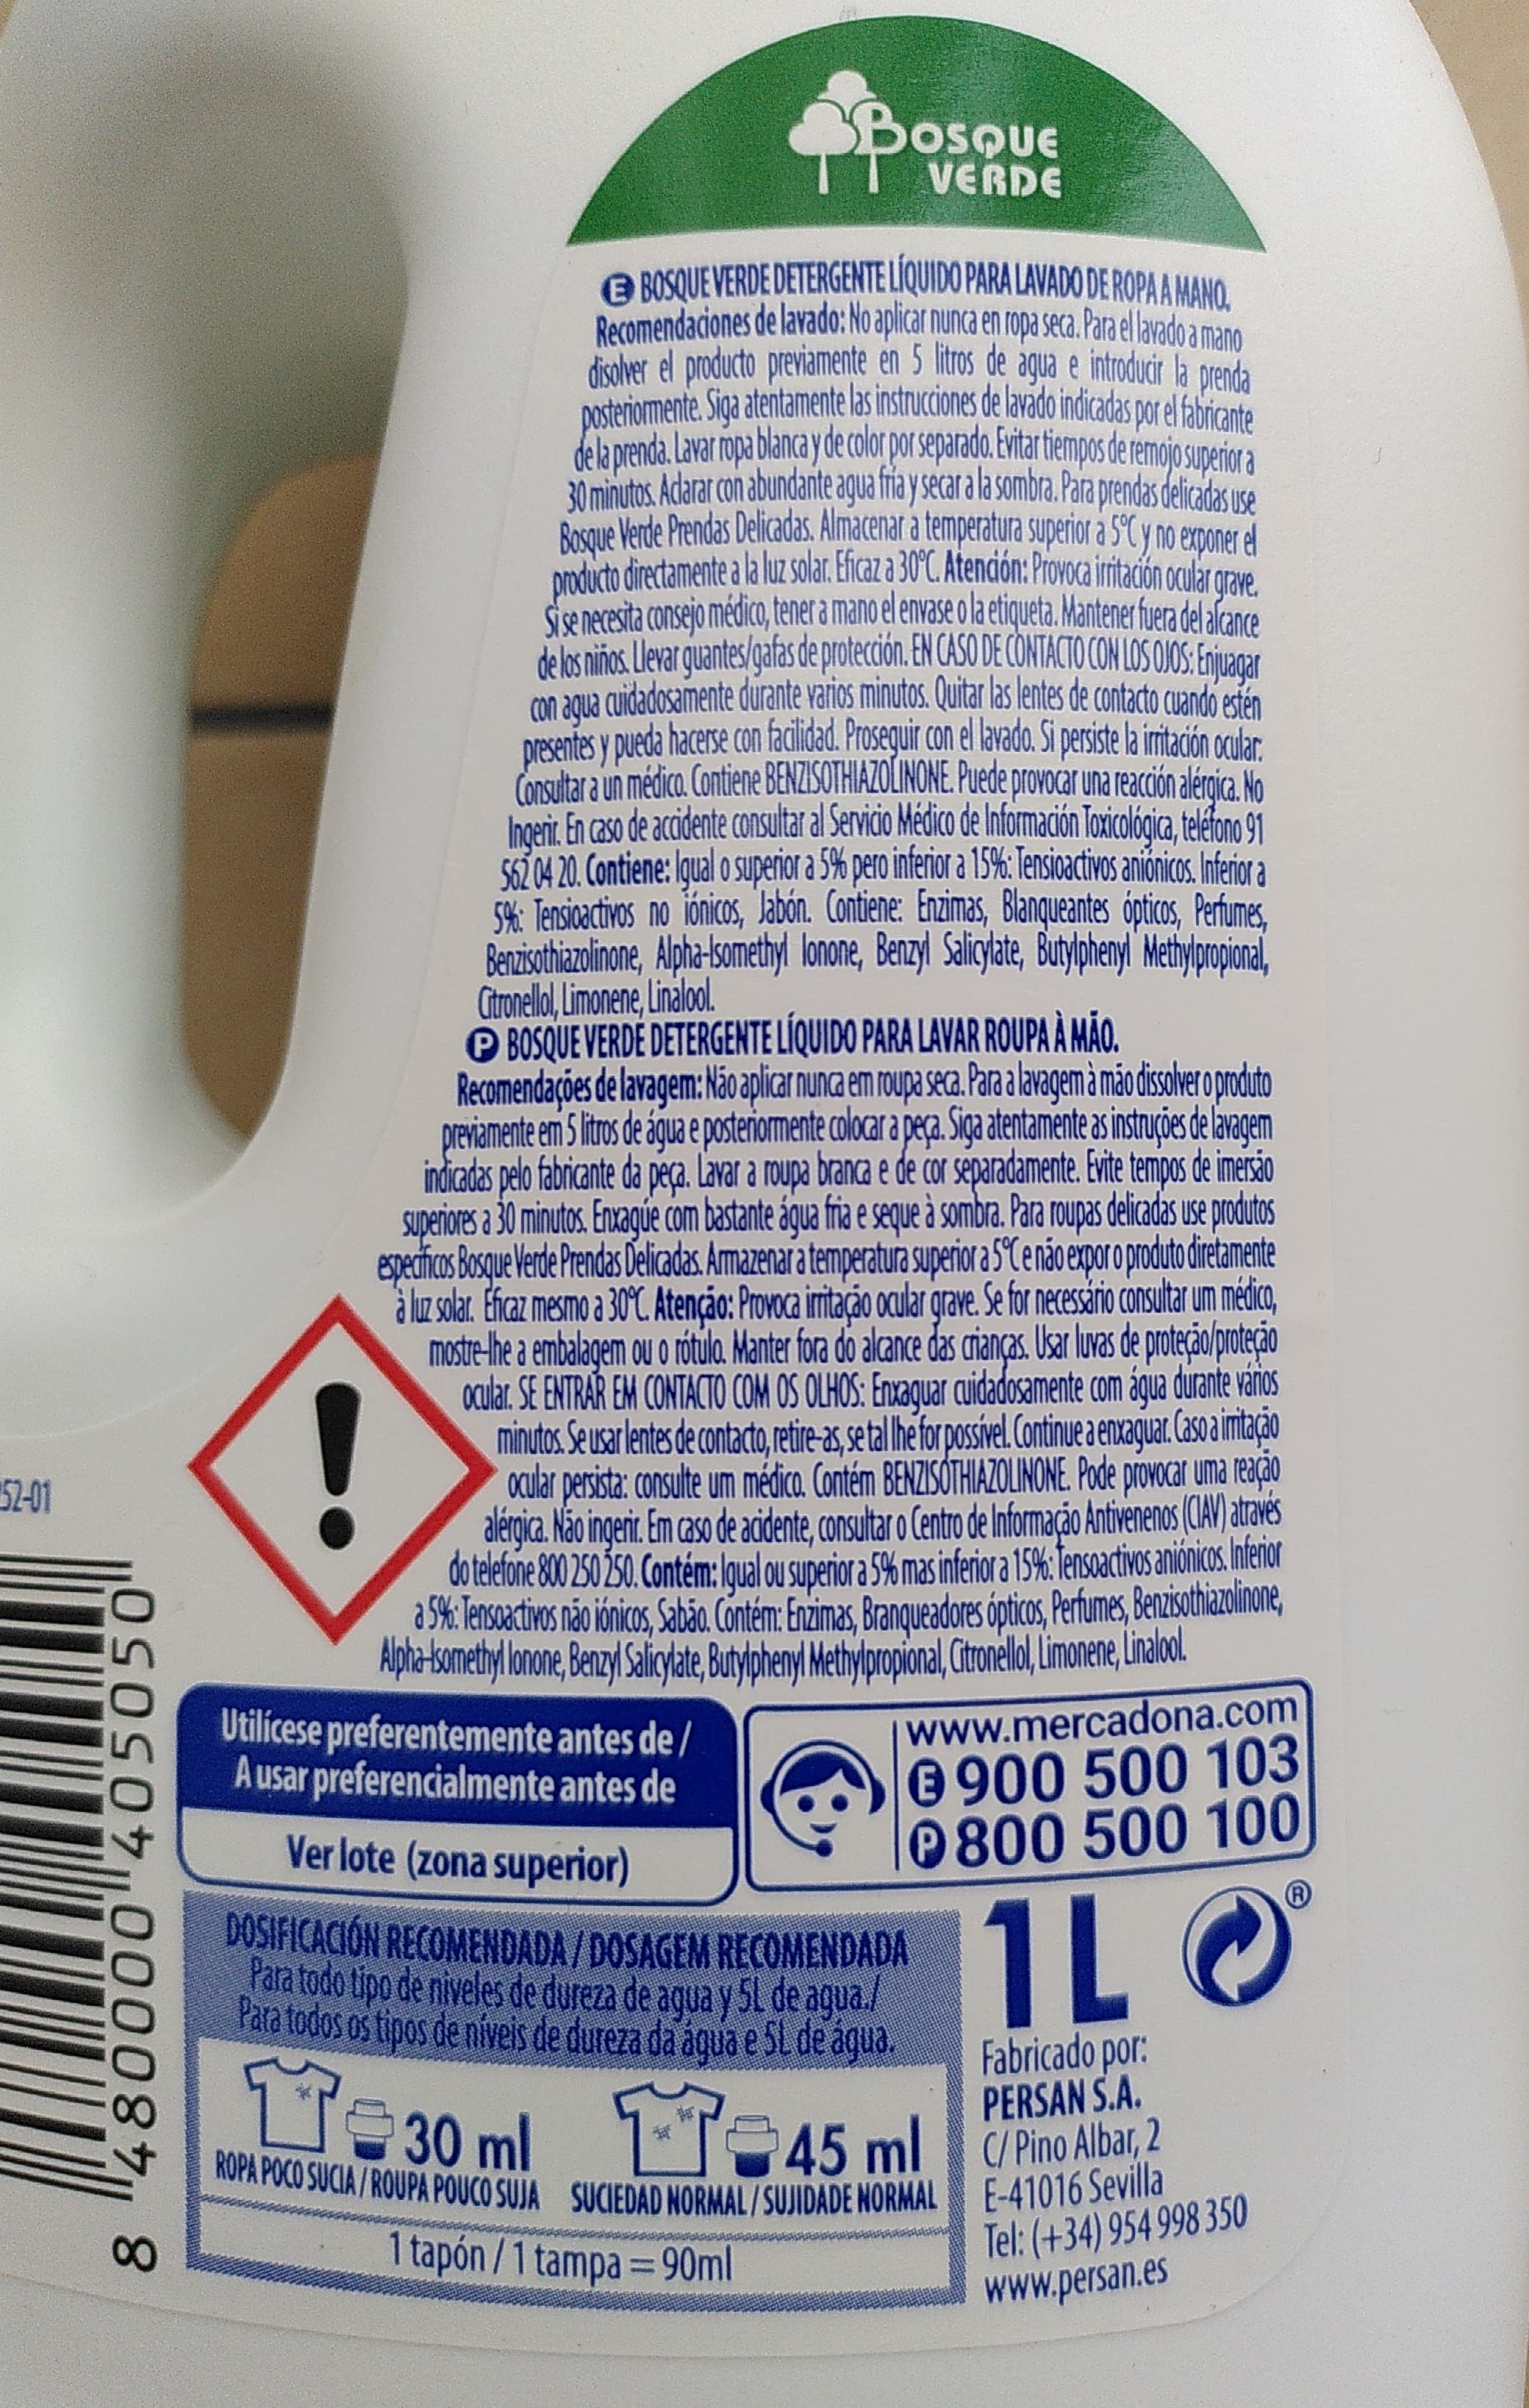 BOSQUE
VERDE
E BOSQUE VERDE DETERGENTE LÍQUIDO PARA LAVADO DE ROPA A MANO.
Recomendaciones de lavado: No aplicar nunca en ropa seca. Para el lavado a mano
disolver el producto previamente en 5 litros de agua e introducir la prenda
posteriormente. Siga atentamente las instrucciones de lavado indicadas por el fabricante
de la prenda. Lavar ropa blanca y de color por separado. Evitar tiempos de remojo superior a
30 minutos. Aclarar con abundante agua fría y secar a la sombra. Para prendas delicadas use
Bosque Verde Prendas Delicadas. Almacenar a temperatura superior a 5°C y no exponer el
producto directamente a la luz solar. Eficaz a 30°C. Atención: Provoca irritación ocular grave.
Si se necesita consejo médico, tener a mano el envase o la etiqueta. Mantener fuera del alcance
de los niños. Llevar guantes/gafas de protección. EN CASO DE CONTACTO CON LOS OJOS: Enjuagar
con agua cuidadosamente durante varios minutos. Quitar las lentes de contacto cuando estén
presentes y pueda hacerse con facilidad. Proseguir con el lavado. Si persiste la irritación ocular:
Consultar a un médico. Contiene BENZISOTHIAZOLINONE. Puede provocar una reacción alérgica. No
Ingerir. En caso de accidente consultar al Servicio Médico de Información Toxicológica, teléfono 91
562 04 20. Contiene: Igual o superior a 5% pero inferior a 15%: Tensioactivos aniónicos. Inferior a
5%: Tensioactivos no iónicos, Jabón. Contiene: Enzimas, Blanqueantes ópticos, Perfumes,
Benzisothiazolinone, Alpha-Isomethyl Ionone, Benzyl Salicylate, Butylphenyl Methylpropional,
Citronellol, Limonene, Linalool.
P BOSQUE VERDE DETERGENTE LÍQUIDO PARA LAVAR ROUPA À MÃO.
Recomendações de lavagem: Não aplicar nunca em roupa seca. Para a lavagem à mão dissolver o produto
previamente em 5 litros de água e posteriormente colocar a peça. Siga atentamente as instruções de lavagem
indicadas pelo fabricante da peça. Lavar a roupa branca e de cor separadamente. Evite tempos de imersão
superiores a 30 minutos. Enxagúe com bastante água fria e seque à sombra. Para roupas delicadas use produtos
específicos Bosque Verde Prendas Delicadas. Armazenar a temperatura superior a 5°C e não expor o produto diretamente
à luz solar. Eficaz mesmo a 30°C. Atenção: Provoca irritação ocular grave. Se for necessário consultar um médico,
mostre-lhe a embalagem ou o rótulo. Manter fora do alcance das crianças. Usar luvas de proteção/proteção
ocular. SE ENTRAR EM CONTACTO COM OS OLHOS: Enxaguar cuidadosamente com água durante vários
minutos. Se usar lentes de contacto, retire-as, se tal lhe for possível. Continue a enxaguar. Caso a irritação
ocular persista: consulte um médico. Contém BENZISOTHIAZOLINONE. Pode provocar uma reação
alérgica. Não ingerir. Em caso de acidente, consultar o Centro de Informação Antivenenos (CIAV) através
do telefone 800 250 250. Contém: Igual ou superior a 5% mas inferior a 15%: Tensoactivos aniónicos. Inferior
a 5%: Tensoactivos não iónicos, Sabão. Contém: Enzimas, Branqueadores ópticos, Perfumes, Benzisothiazolinone,
Alpha-Isomethyl Ionone, Benzyl Salicylate, Butylphenyl Methylpropional, Citronellol, Limonene, Linalool.
52-01
8 480000 405050
Utilícese preferentemente antes de /
A usar preferencialmente antes de
Ver lote (zona superior)
www.mercadona.com
E 900 500 103
P 800 500 100
DOSIFICACIÓN RECOMENDADA / DOSAGEM RECOMENDADA
Para todo tipo de niveles de dureza de agua y 5L de agua./
Para todos os tipos de níveis de dureza da água e 5L de água.
30 ml
ROPA POCO SUCIA / ROUPA POUCO SUJA
45 ml
SUCIEDAD NORMAL / SUJIDADE NORMAL
1 tapón / 1 tampa = 90ml
1L
®
Fabricado por:
PERSAN S.A.
C/ Pino Albar, 2
E-41016 Sevilla
Tel: (+34) 954 998 350
www.persan.es